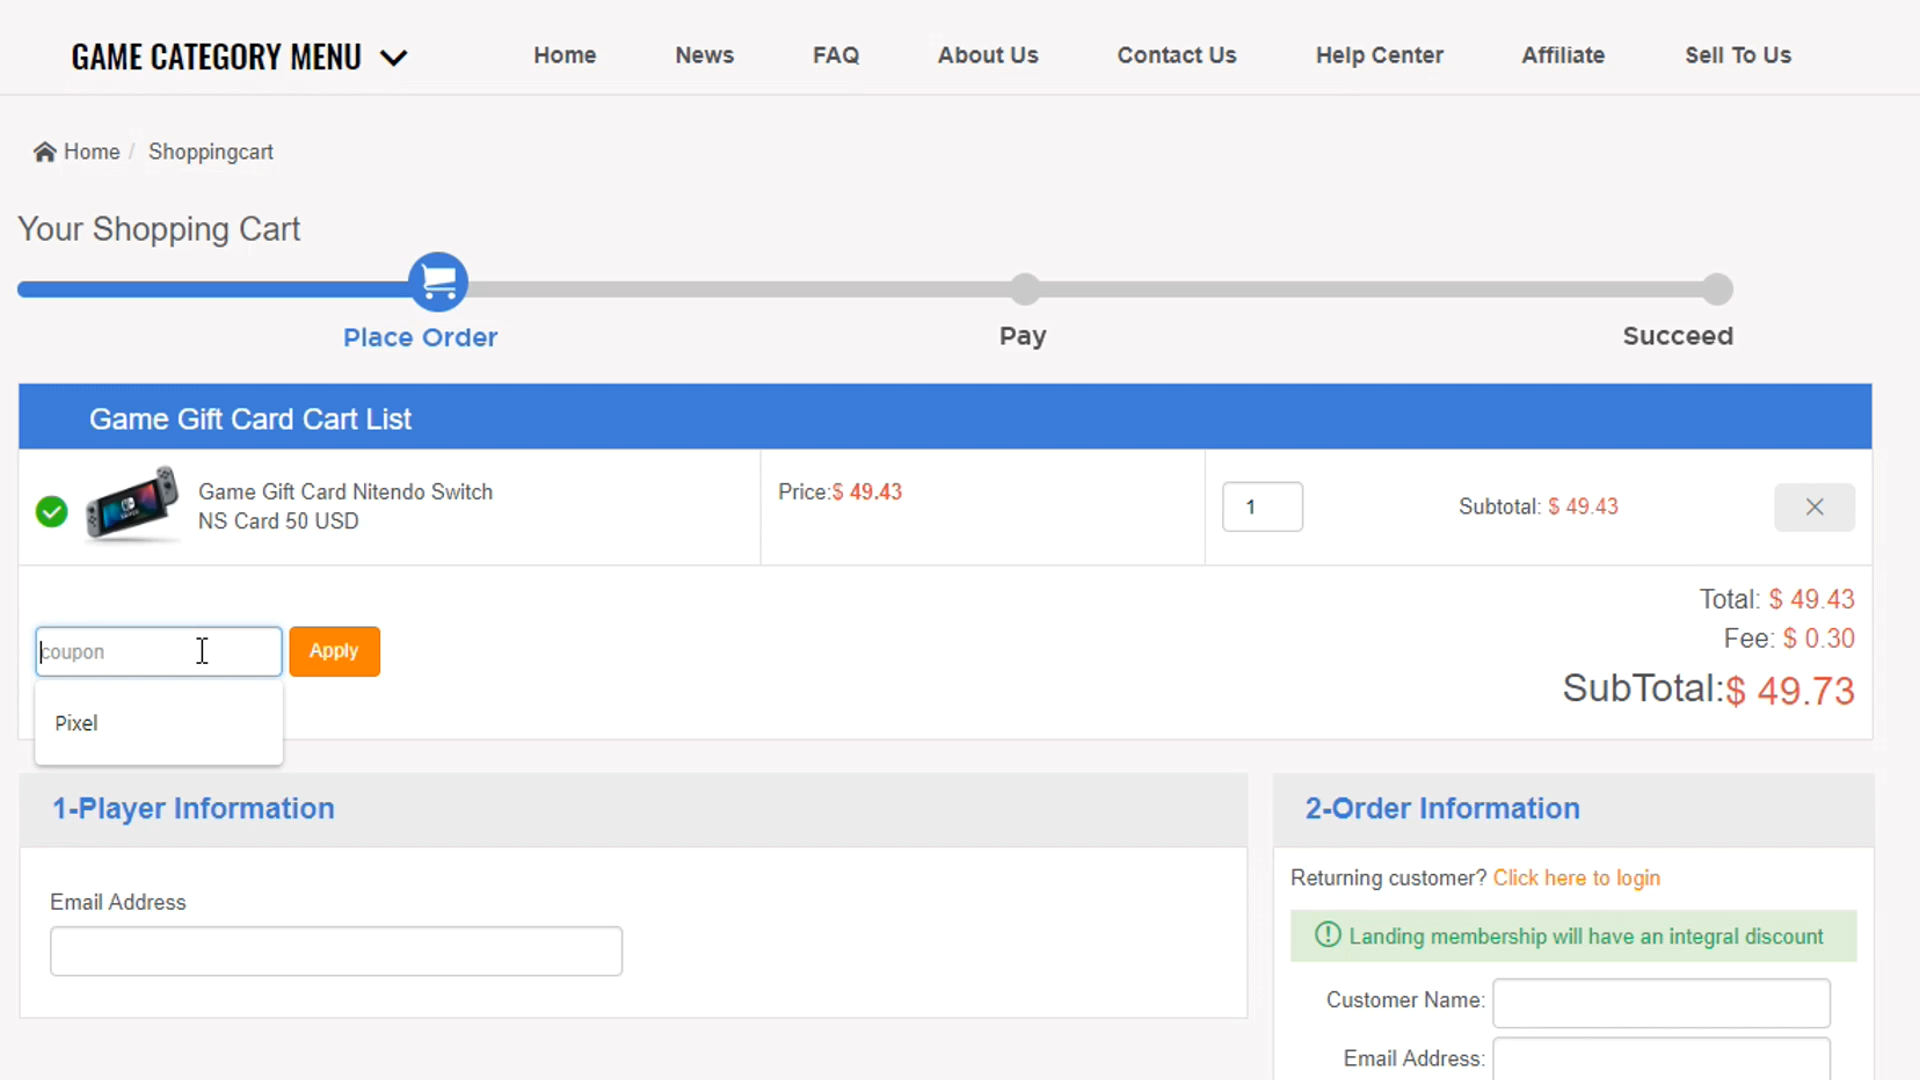 GAME CATEGORY MENU
Home
News
FAQ
About Us
Contact Us
Help Center
Affiliate
Sell To Us
Home / Shoppingcart
Your Shopping Cart
Place Order
Pay
Succeed
Game Gift Card Cart List
Game Gift Card Nitendo Switch
NS Card 50 USD
Price:$ 49.43
1
Subtotal: $ 49.43
Total: $ 49.43
Fee: $ 0.30
SubTotal:$ 49.73
coupon
Apply
Pixel
1-Player Information
Email Address
2-Order Information
Returning customer? Click here to login
Landing membership will have an integral discount
Customer Name:
Email Address: